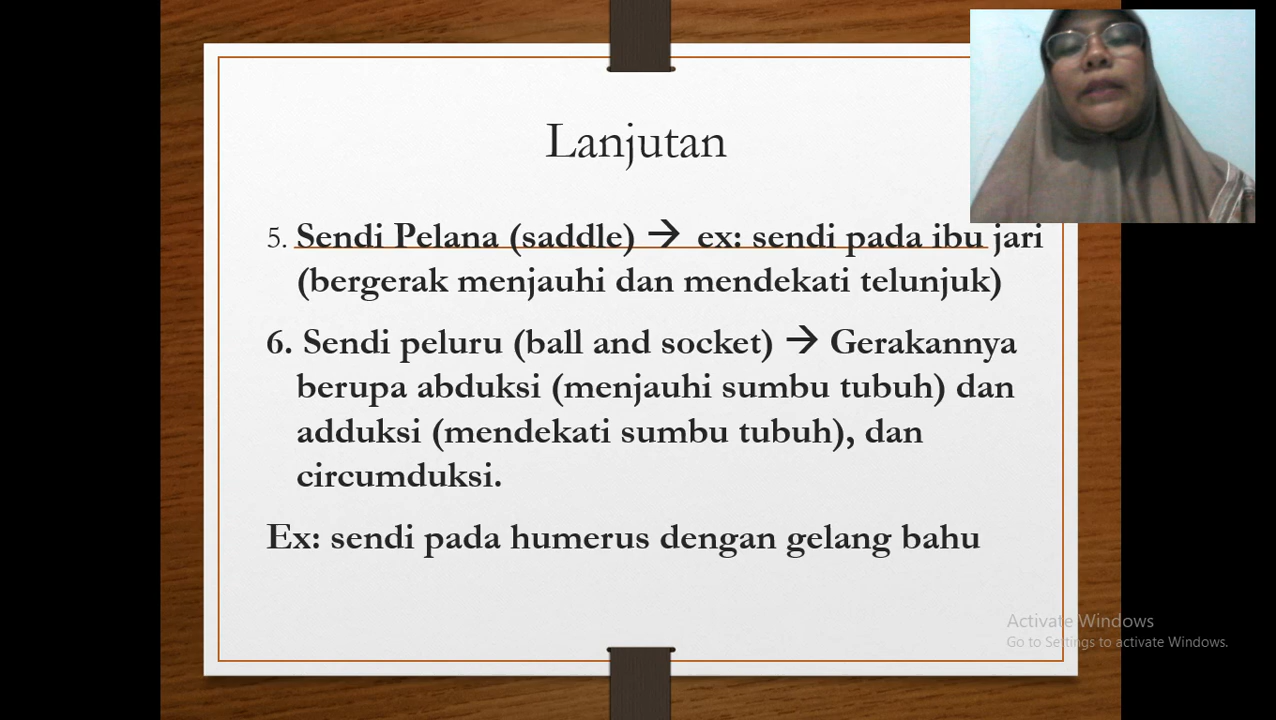 Lanjutan
5. Sendi Pelana (saddle) → ex: sendi pada ibu jari
(bergerak menjauhi dan mendekati telunjuk)
6. Sendi peluru (ball and socket) → Gerakannya
berupa abduksi (menjauhi sumbu tubuh) dan
adduksi (mendekati sumbu tubuh), dan
circumduksi.
Ex: sendi pada humerus dengan gelang bahu
Activate Windows
Go to Settings to activate Windows.